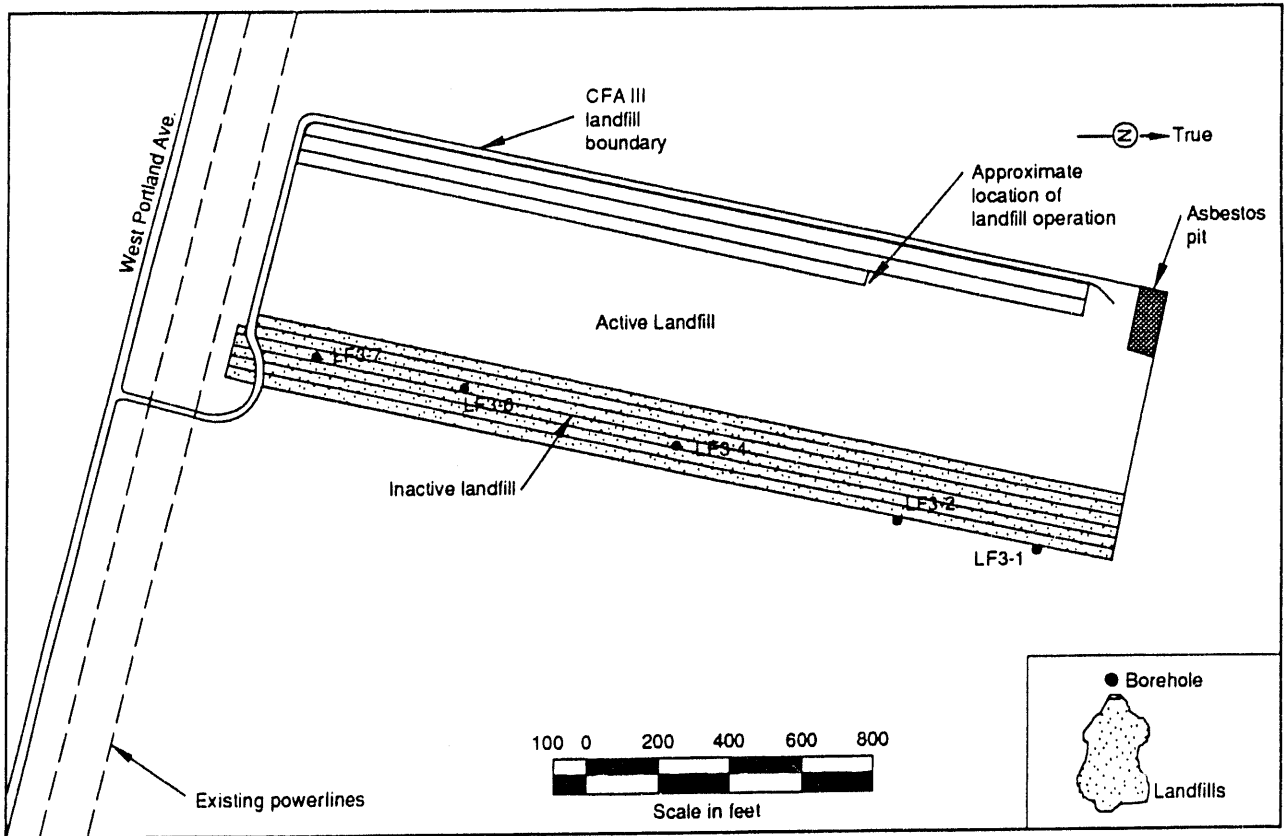 CFA III
landfill
boundary
West Portland Ave.
N
True
Approximate
location of
landfill operation
Asbestos
pit
Active Landfill
LF3-7
LF3-6
LF3-4
Inactive landfill
LF3-2
LF3-1
Borehole
Landfills
100 0 200 400 600 800
Scale in feet
Existing powerlines